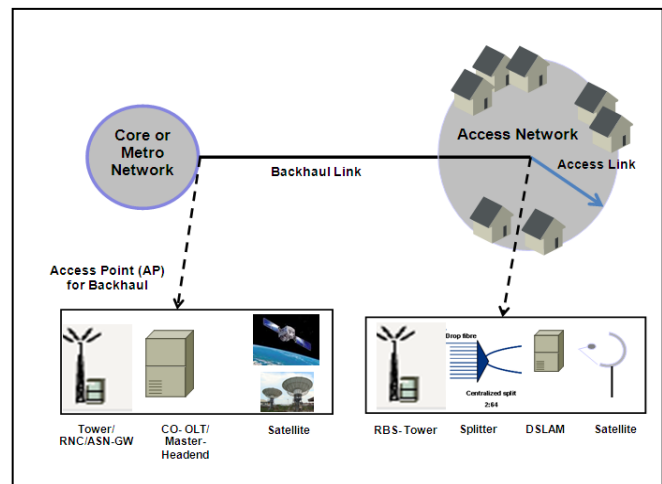 Core or
Metro
Network
Access Network
Access Link
Backhaul Link
Access Point (AP)
for Backhaul
Drop fibre
Centralized split
2:64
Tower/
RNC/ASN-GW
CO- OLT/
Master-
Headend
Satellite
RBS-Tower
Splitter
DSLAM
Satellite